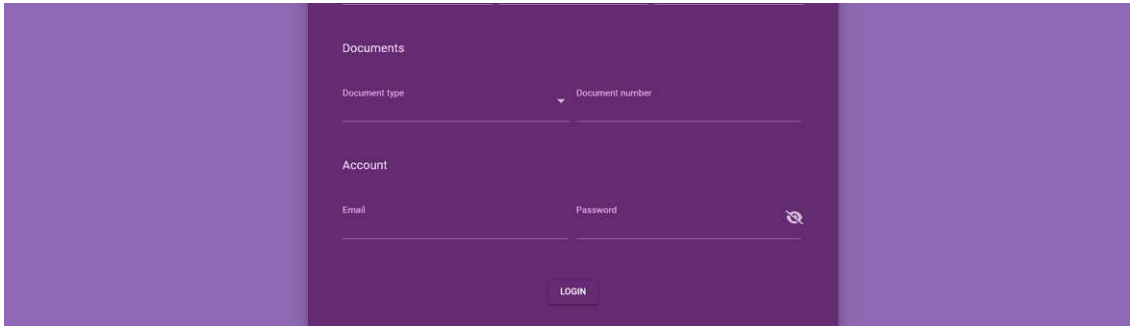 Documents
Document type Document number
Account
Email Password
LOGIN